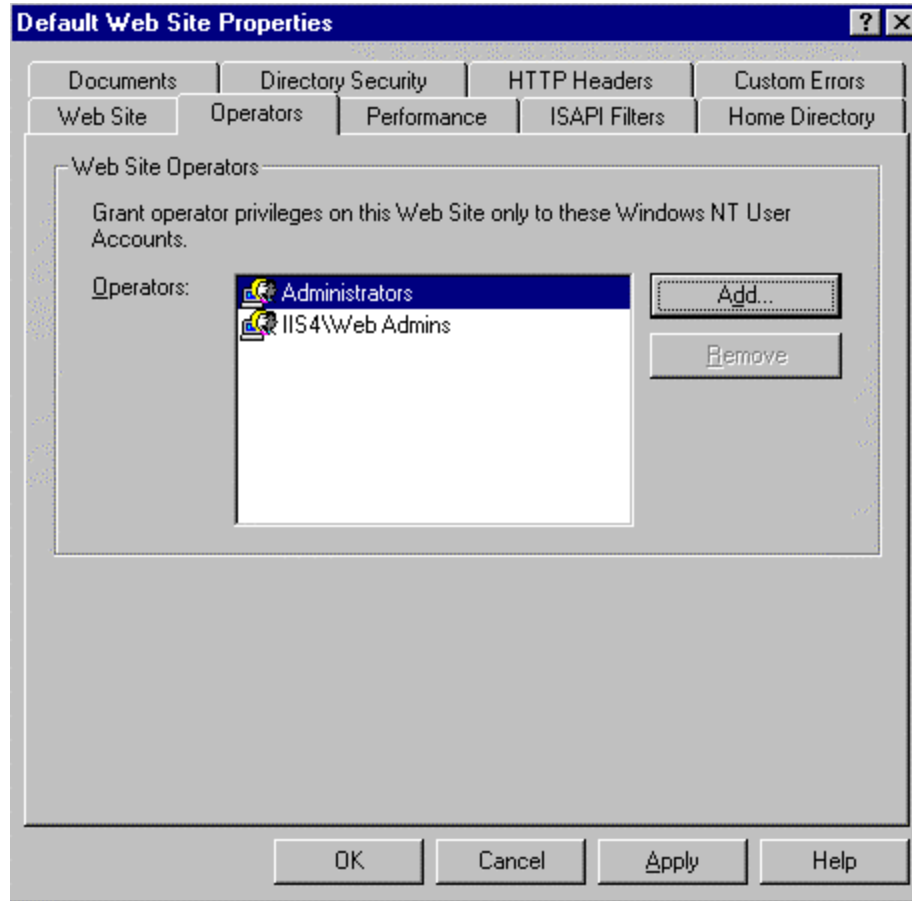 Default Web Site Properties
Documents
Directory Security
HTTP Headers
Custom Errors
Web Site
Operators
Performance
ISAPI Filters
Home Directory
Web Site Operators
Grant operator privileges on this Web Site only to these Windows NT User
Accounts.
Operators:
Administrators
IIS4\Web Admins
Add...
Remove
OK
Cancel
Apply
Help